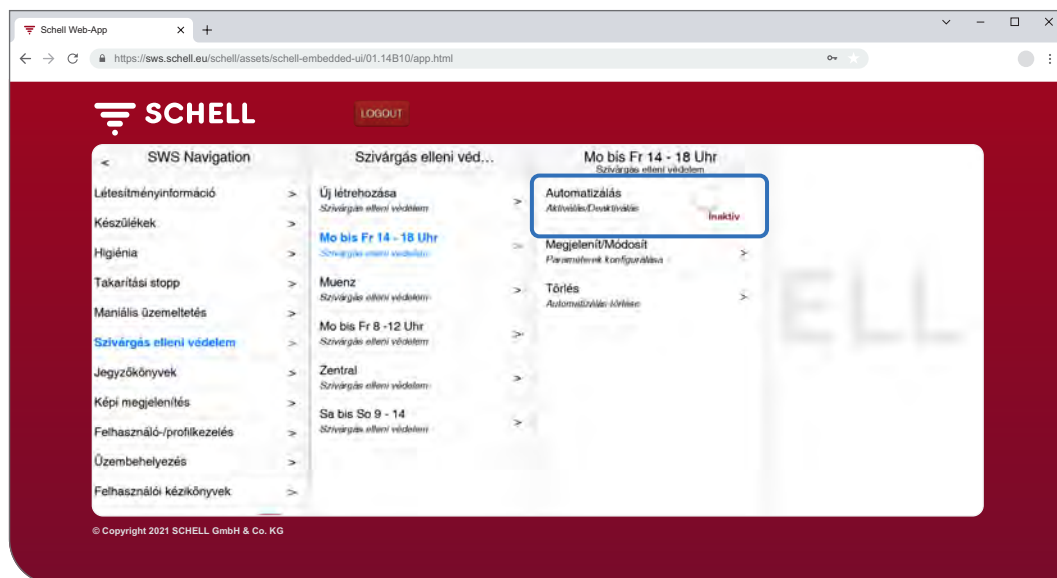 Schell Web-App
https://sws.schell.eu/schell/assets/schell-embedded-ui/01.14B10/app.html
SCHELL
LOGOUT
SWS Navigation
Létesítményinformáció
Készülékek
Higiénia
Takarítási stopp
Maniális üzemeltetés
Szivárgás elleni védelem
Jegyzőkönyvek
Képi megjelenítés
Felhasználó-/profilkezelés
Üzembehelyezés
Felhasználói kézikönyvek
Szivárgás elleni véd...
Új létrehozása
Szivárgás elleni védelem
Mo bis Fr 14 - 18 Uhr
Szivárgás elleni védelem
Muenz
Szivárgás elleni védelem
Mo bis Fr 8 -12 Uhr
Szivárgás elleni védelem
Zentral
Szivárgás elleni védelem
Sa bis So 9 - 14
Szivárgás elleni védelem
Mo bis Fr 14 - 18 Uhr
Szivárgás elleni védelem
Automatizálás
Aktiválás/Deaktiválás
Inaktív
Megjelenít/Módosít
Paraméterek konfigurálása
Törlés
Automatizálás törlése
ELL
© Copyright 2021 SCHELL GmbH & Co. KG